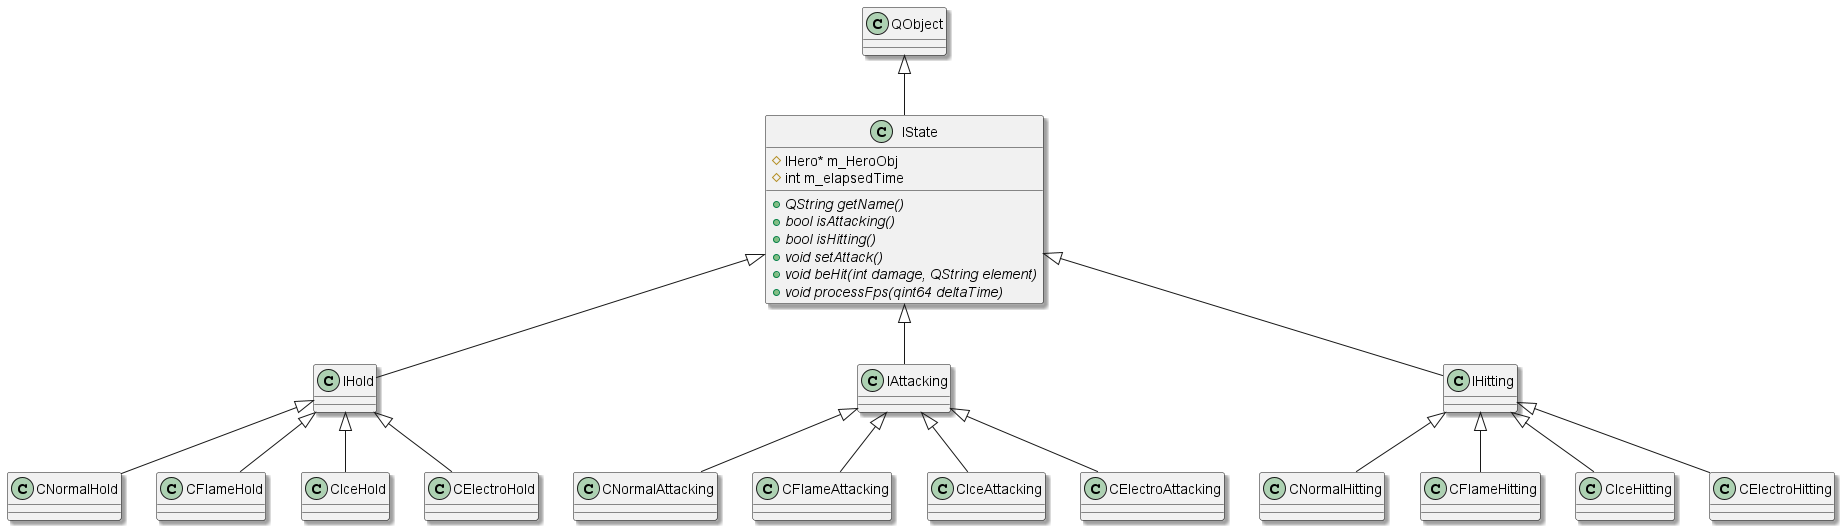 C QObject
C IState
IHero* m_HeroObj
int m_elapsedTime
QString getName()
bool isAttacking()
bool isHitting()
void setAttack()
void beHit(int damage, QString element)
void processFps(qint64 deltaTime)
C IHold
C IAttacking
C IHitting
C CNormalHold
C CFlameHold
C CIceHold
C CElectroHold
C CNormalAttacking
C CFlameAttacking
C CIceAttacking
C CElectroAttacking
C CNormalHitting
C CFlameHitting
C CIceHitting
C CElectroHitting